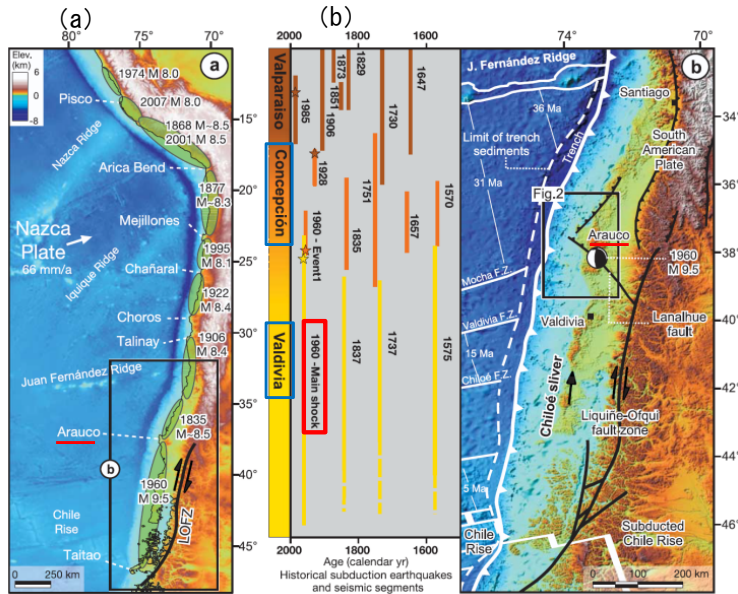 (a)
(b)
80°
75°
70°
Elev.
(km)
6
0
-8
a
1974 M 8.0
Pisco
2007 M 8.0
15°
1868 M~8.5
2001 M 8.5
Nazca Ridge
Arica Bend
1877
M~8.3
20°
Nazca
Plate
66 mm/a
Mejillones
Iquique Ridge
1995
M 8.1
25°
Chañaral
1922
M 8.4
Choros
30°
Talinay
1906
M 8.4
Juan Fernández Ridge
35°
Arauco
1835
M~8.5
b
40°
1960
M 9.5
LOFZ
Chile
Rise
45°
Taitao
0 250 km
2000 1900 1800 1700 1600
Valparaiso
Concepción
Valdivia
1985
1906
1851
1873
1829
1730
1647
1928
1960 - Event1
1835
1751
1657
1570
1960 -Main shock
1837
1737
1575
2000 1900 1800 1700 1600
Age (calendar yr)
Historical subduction earthquakes
and seismic segments
74°
70°
b
J. Fernández Ridge
36 Ma
Santiago
34°
Limit of trench
sediments
Trench
South
American
Plate
31 Ma
Fig.2
36°
Arauco
1960
M 9.5
38°
Mocha F.Z.
Lanalhue
fault
Valdivia F.Z.
Valdivia
40°
15 Ma
Chiloé F.Z.
Chiloé sliver
42°
Liquiñe-Ofqui
fault zone
44°
5 Ma
Chile
Rise
Subducted
Chile Rise
46°
0 100 200 km